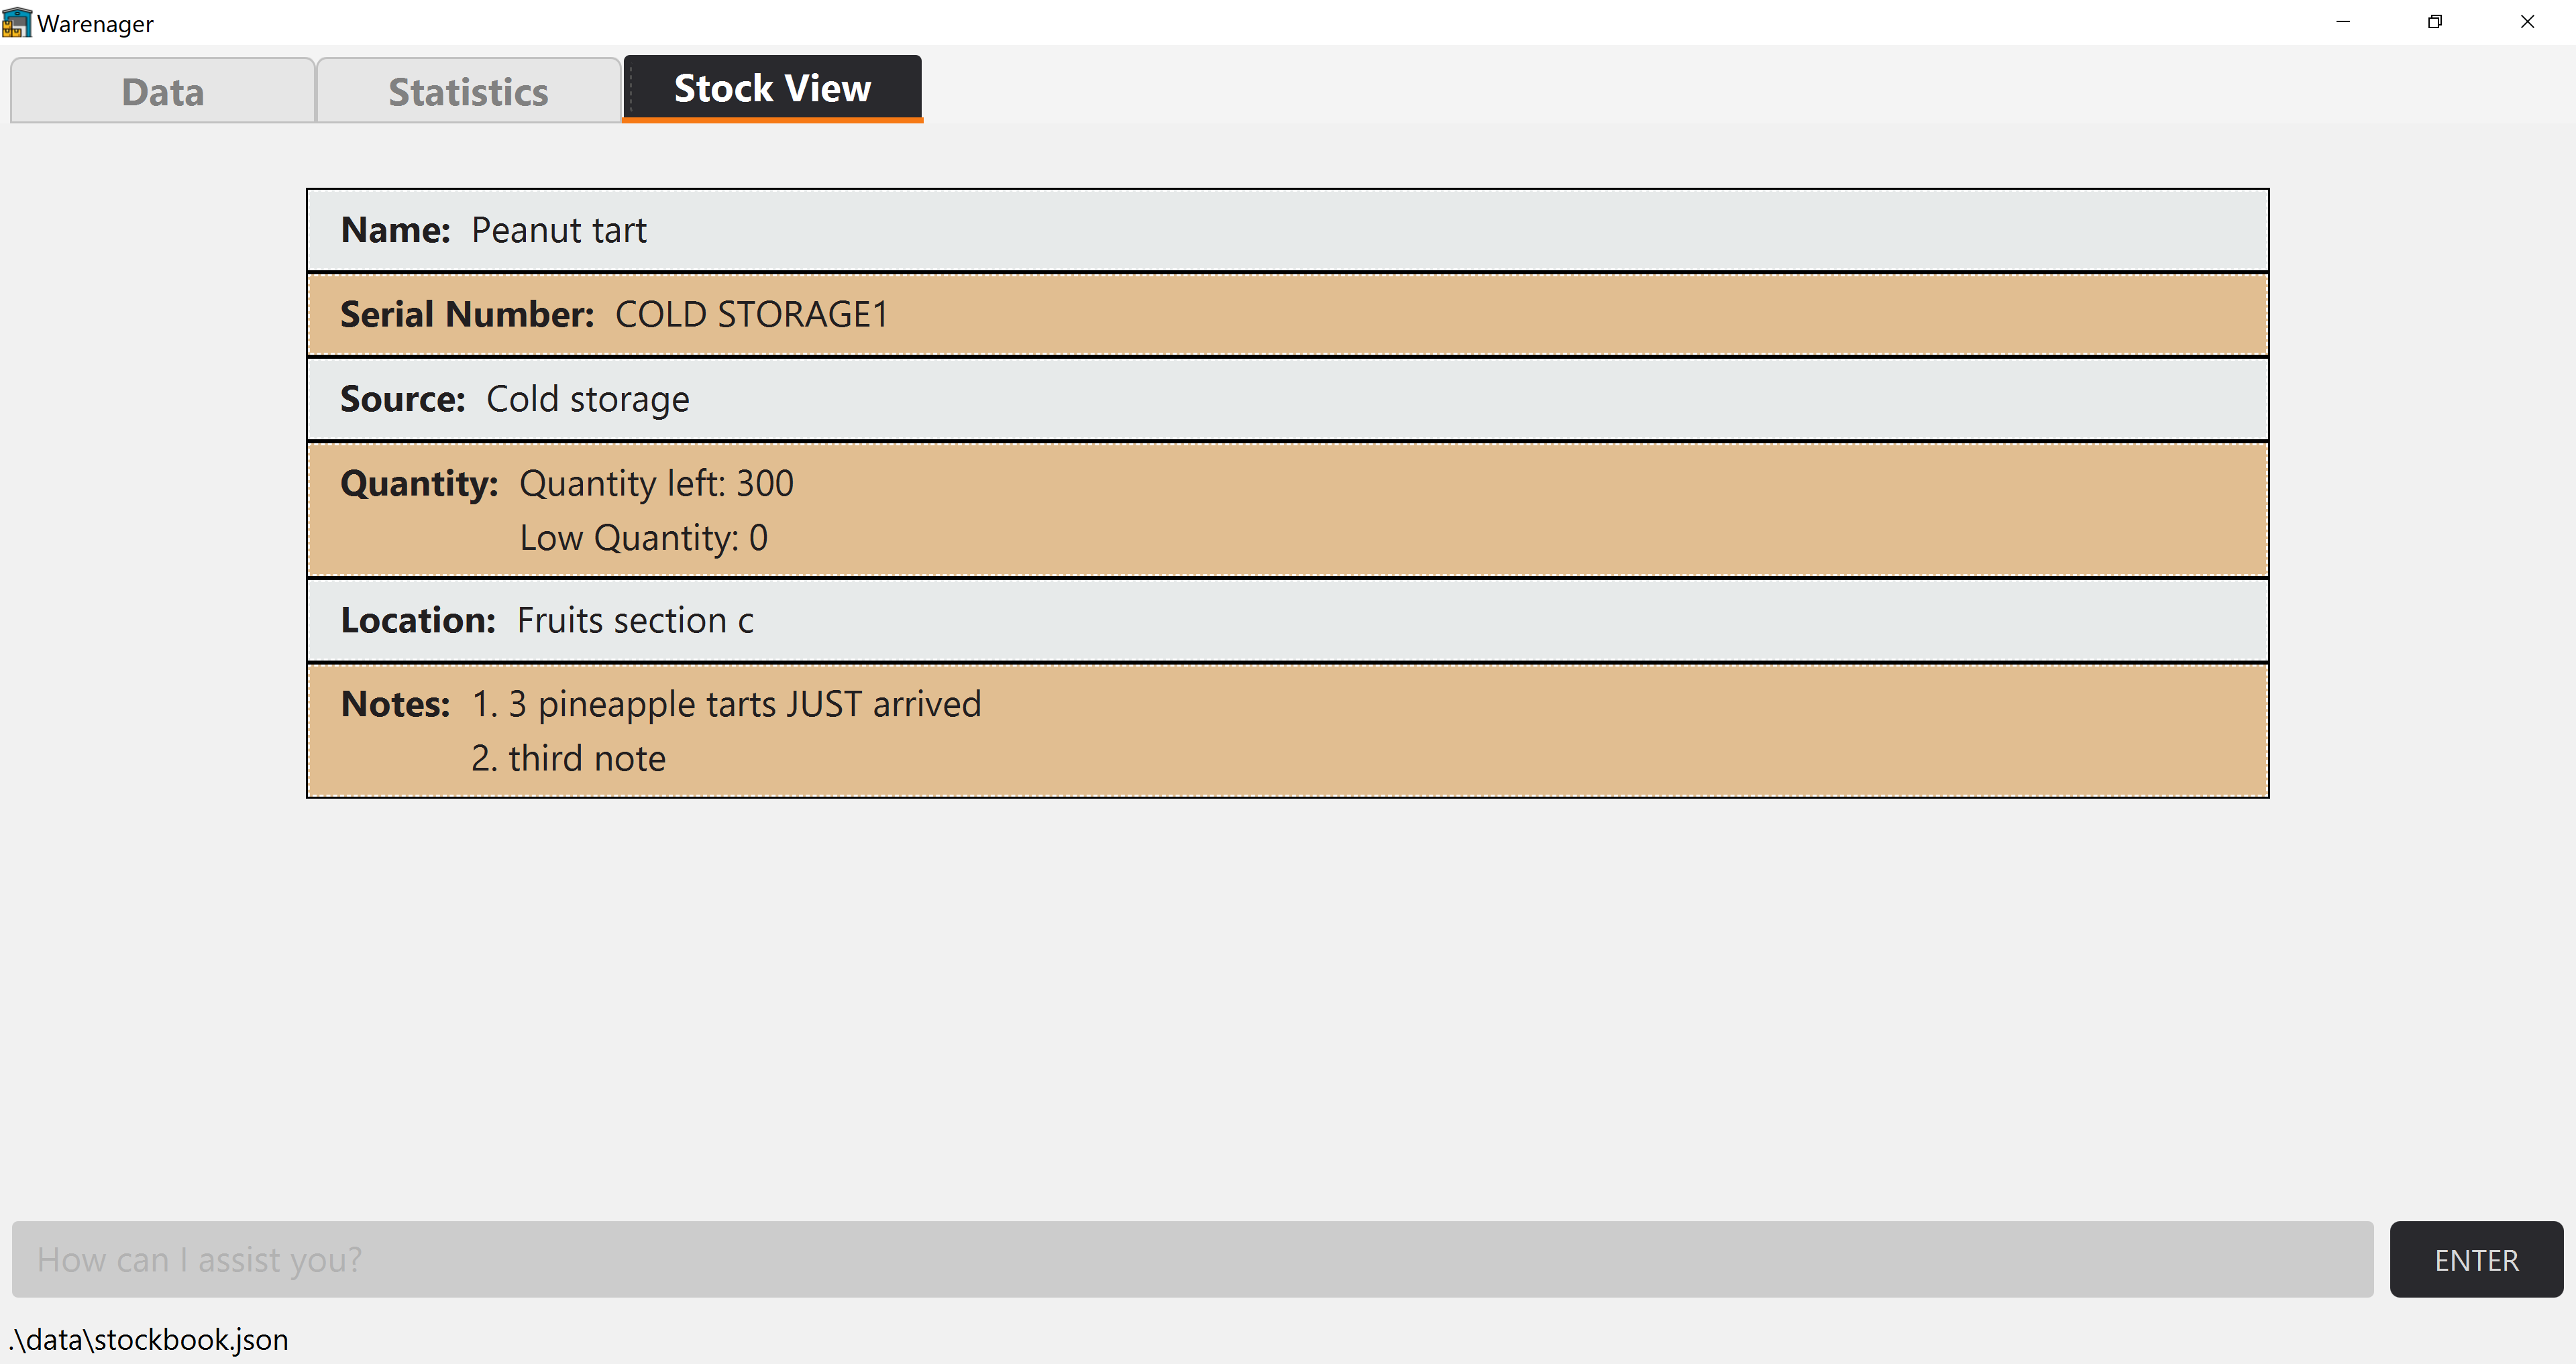 Warenager
Data
Statistics
Stock View
Name: Peanut tart
Serial Number: COLD STORAGE1
Source: Cold storage
Quantity: Quantity left: 300
Low Quantity: 0
Location: Fruits section c
Notes: 1. 3 pineapple tarts JUST arrived
2. third note
How can I assist you?
ENTER
.\data\stockbook.json